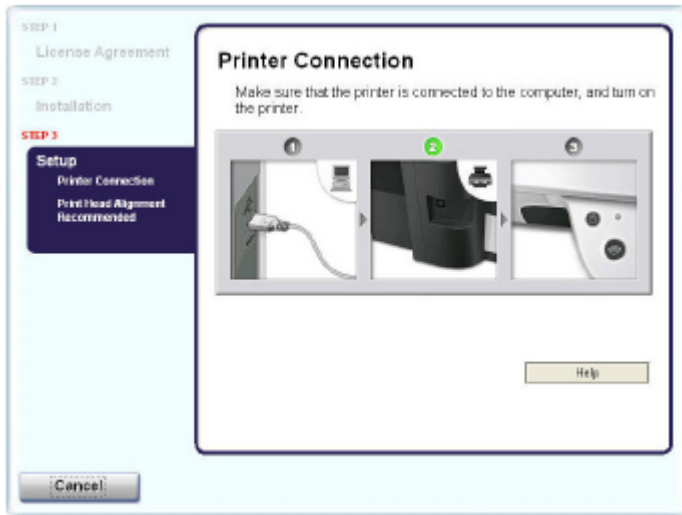 STEP 1
License Agreement
STEP 2
Installation
STEP 3
Setup
Printer Connection
Print Head Alignment
Recommended
Printer Connection
Make sure that the printer is connected to the computer, and turn on
the printer.
1
2
3
Help
Cancel